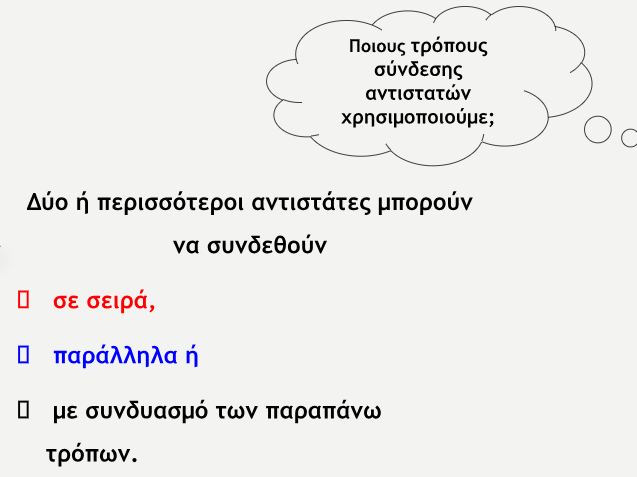 Ποιους τρόπους
σύνδεσης
αντιστατών
χρησιμοποιούμε;
Δύο ή περισσότεροι αντιστάτες μπορούν
να συνδεθούν
σε σειρά,
παράλληλα ή
με συνδυασμό των παραπάνω
τρόπων.